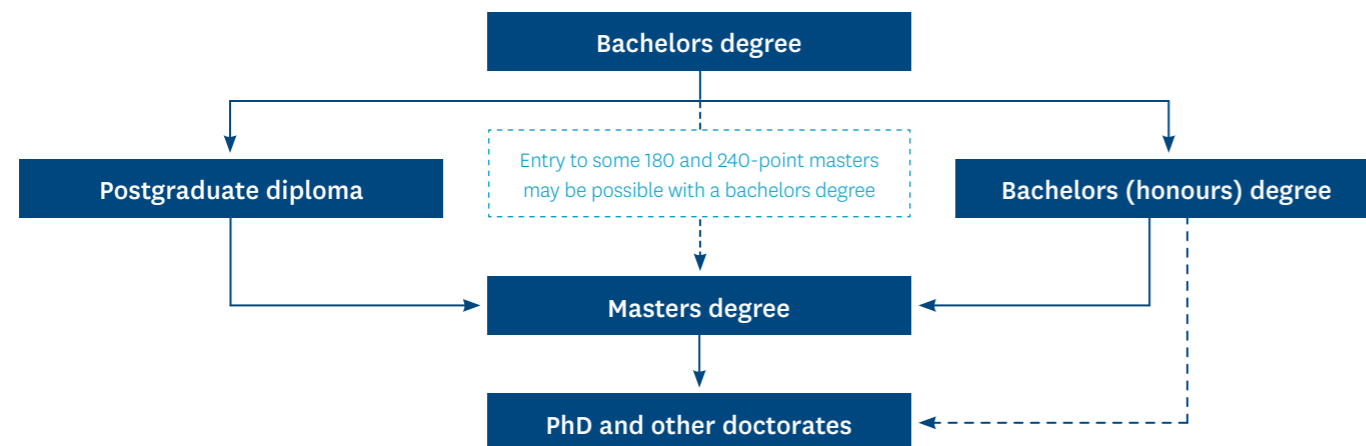 Bachelors degree
Entry to some 180 and 240-point masters
may be possible with a bachelors degree
Postgraduate diploma
Bachelors (honours) degree
Masters degree
PhD and other doctorates